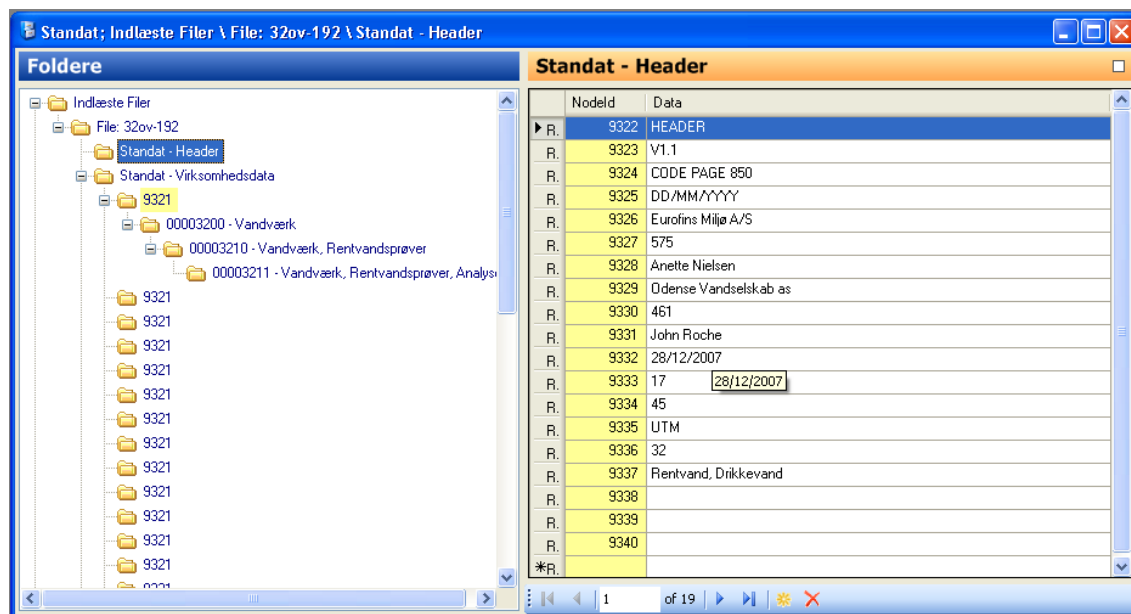 Standat; Indlæste Filer \ File: 32ov-192 \ Standat - Header
Foldere
Indlæste Filer
File: 32ov-192
Standat - Header
Standat - Virksomhedsdata
9321
00003200 - Vandværk
00003210 - Vandværk, Rentvandsprøver
00003211 - Vandværk, Rentvandsprøver, Analys
9321
9321
9321
9321
9321
9321
9321
9321
9321
9321
9321
9321
9321
Standat - Header
NodeId Data
R. 9322 HEADER
R. 9323 V1.1
R. 9324 CODE PAGE 850
R. 9325 DD/MM/YYYY
R. 9326 Eurofins Miljø A/S
R. 9327 575
R. 9328 Anette Nielsen
R. 9329 Odense Vandselskab as
R. 9330 461
R. 9331 John Roche
R. 9332 28/12/2007
R. 9333 17 28/12/2007
R. 9334 45
R. 9335 UTM
R. 9336 32
R. 9337 Rentvand, Drikkevand
R. 9338
R. 9339
R. 9340
*R.
1 of 19